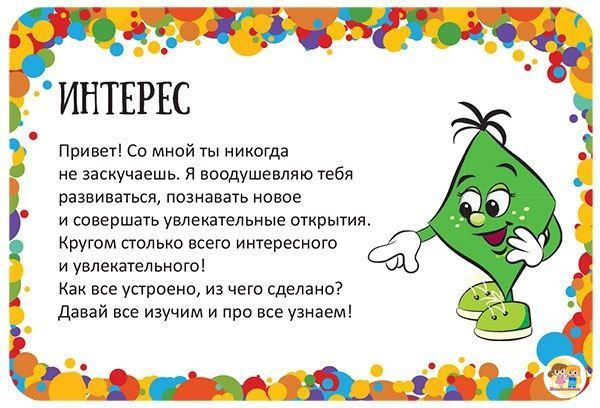 ИНТЕРЕС
Привет! Со мной ты никогда
не заскучаешь. Я воодушевляю тебя
развиваться, познавать новое
и совершать увлекательные открытия.
Кругом столько всего интересного
и увлекательного!
Как все устроено, из чего сделано?
Давай все изучим и про все узнаем!